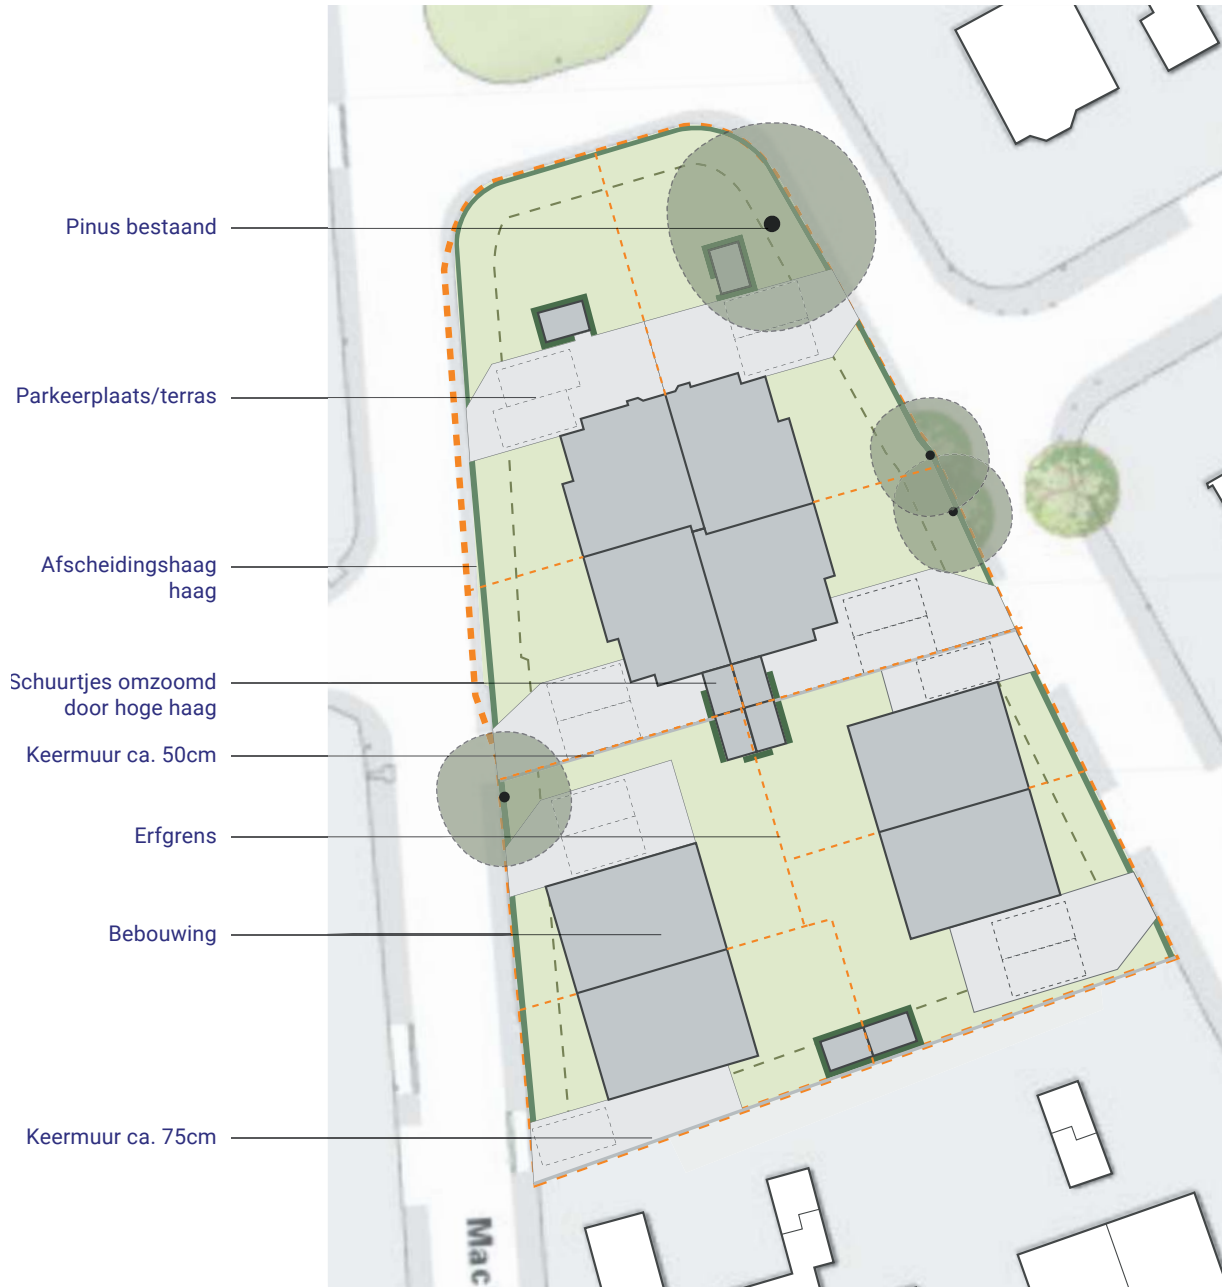 Pinus bestaand
Parkeerplaats/terras
Afscheidingshaag
haag
Schuurtjes omzoomd
door hoge haag
Keermuur ca. 50cm
Erfgrens
Bebouwing
Keermuur ca. 75cm
Mac